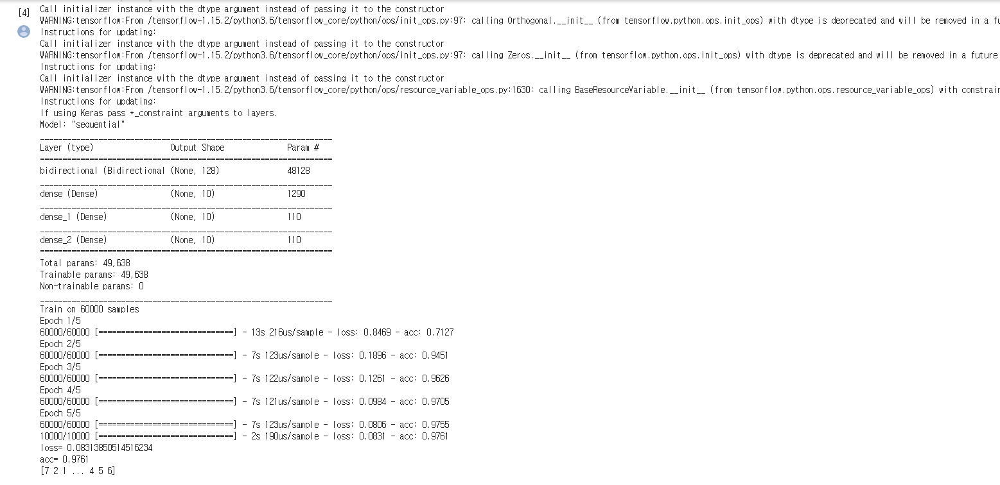 [4] Call initializer instance with the dtype argument instead of passing it to the constructor
WARNING:tensorflow:From /tensorflow-1.15.2/python3.6/tensorflow_core/python/ops/init_ops.py:97: calling Orthogonal.__init__ (from tensorflow.python.ops.init_ops) with dtype is deprecated and will be removed in a fu
Instructions for updating:
Call initializer instance with the dtype argument instead of passing it to the constructor
WARNING:tensorflow:From /tensorflow-1.15.2/python3.6/tensorflow_core/python/ops/init_ops.py:97: calling Zeros.__init__ (from tensorflow.python.ops.init_ops) with dtype is deprecated and will be removed in a future
Instructions for updating:
Call initializer instance with the dtype argument instead of passing it to the constructor
WARNING:tensorflow:From /tensorflow-1.15.2/python3.6/tensorflow_core/python/ops/resource_variable_ops.py:1630: calling BaseResourceVariable.__init__ (from tensorflow.python.ops.resource_variable_ops) with constrain
Instructions for updating:
If using Keras pass *_constraint arguments to layers.
Model: "sequential"
_________________________________________________________________
Layer (type) Output Shape Param #
=================================================================
bidirectional (Bidirectional (None, 128) 48128
_________________________________________________________________
dense (Dense) (None, 10) 1290
_________________________________________________________________
dense_1 (Dense) (None, 10) 110
_________________________________________________________________
dense_2 (Dense) (None, 10) 110
=================================================================
Total params: 49,638
Trainable params: 49,638
Non-trainable params: 0
_________________________________________________________________
Train on 60000 samples
Epoch 1/5
60000/60000 [==============================] - 13s 216us/sample - loss: 0.8469 - acc: 0.7127
Epoch 2/5
60000/60000 [==============================] - 7s 123us/sample - loss: 0.1896 - acc: 0.9451
Epoch 3/5
60000/60000 [==============================] - 7s 122us/sample - loss: 0.1261 - acc: 0.9626
Epoch 4/5
60000/60000 [==============================] - 7s 121us/sample - loss: 0.0984 - acc: 0.9705
Epoch 5/5
60000/60000 [==============================] - 7s 123us/sample - loss: 0.0806 - acc: 0.9755
10000/10000 [==============================] - 2s 190us/sample - loss: 0.0831 - acc: 0.9761
loss= 0.08313850514516234
acc= 0.9761
[7 2 1 ... 4 5 6]